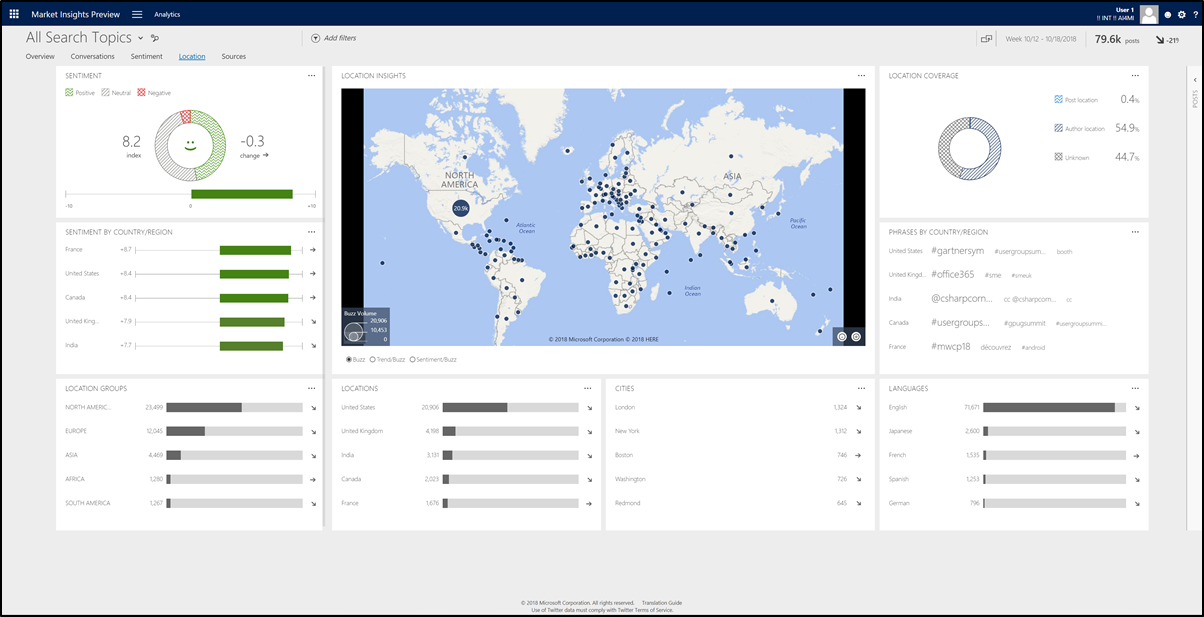 Market Insights Preview
Analytics
User 1
!! INT !! AI4MI
?
All Search Topics
Add filters
Week 10/12 - 10/18/2018
79.6k posts
Overview
Conversations
Sentiment
Location
Sources
SENTIMENT
...
Positive
Neutral
Negative
8.2
index
-0.3
change
-10
0
+10
SENTIMENT BY COUNTRY/REGION
...
France +8.7
United States +8.4
Canada +8.4
United King... +7.9
India +7.7
LOCATION INSIGHTS
...
NORTH
AMERICA
20.9k
ASIA
Atlantic
Ocean
Pacific
Ocean
Indian
Ocean
Buzz Volume
20,906
10,453
0
© 2018 Microsoft Corporation © 2018 HERE
Buzz
Trend/Buzz
Sentiment/Buzz
LOCATION COVERAGE
...
Post location 0.4%
Author location 54.9%
Unknown 44.7%
POSTS
PHRASES BY COUNTRY/REGION
...
United States #gartnersym #usergroupsum... booth
United Kingd... #office365 #sme #smeuk
India @csharpcorn... cc @csharpcorn... cc
Canada #usergroups... #gpugsummit #usergroupsummi...
France #mwcp18 découvrez #android
LOCATION GROUPS
...
NORTH AMERIC... 23,499
EUROPE 12,045
ASIA 4,469
AFRICA 1,280
SOUTH AMERICA 1,267
LOCATIONS
...
United States 20,906
United Kingdom 4,198
India 3,131
Canada 2,023
France 1,676
CITIES
...
London 1,324
New York 1,312
Boston 746
Washington 726
Redmond 645
LANGUAGES
...
English 71,671
Japanese 2,600
French 1,535
Spanish 1,253
German 796
© 2018 Microsoft Corporation. All rights reserved. Translation Guide
Use of Twitter data must comply with Twitter Terms of Service.